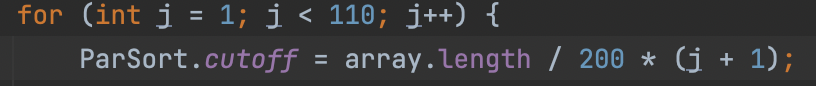 for (int j = 1; j < 110; j++) {
ParSort.cutoff = array.length / 200 * (j + 1);